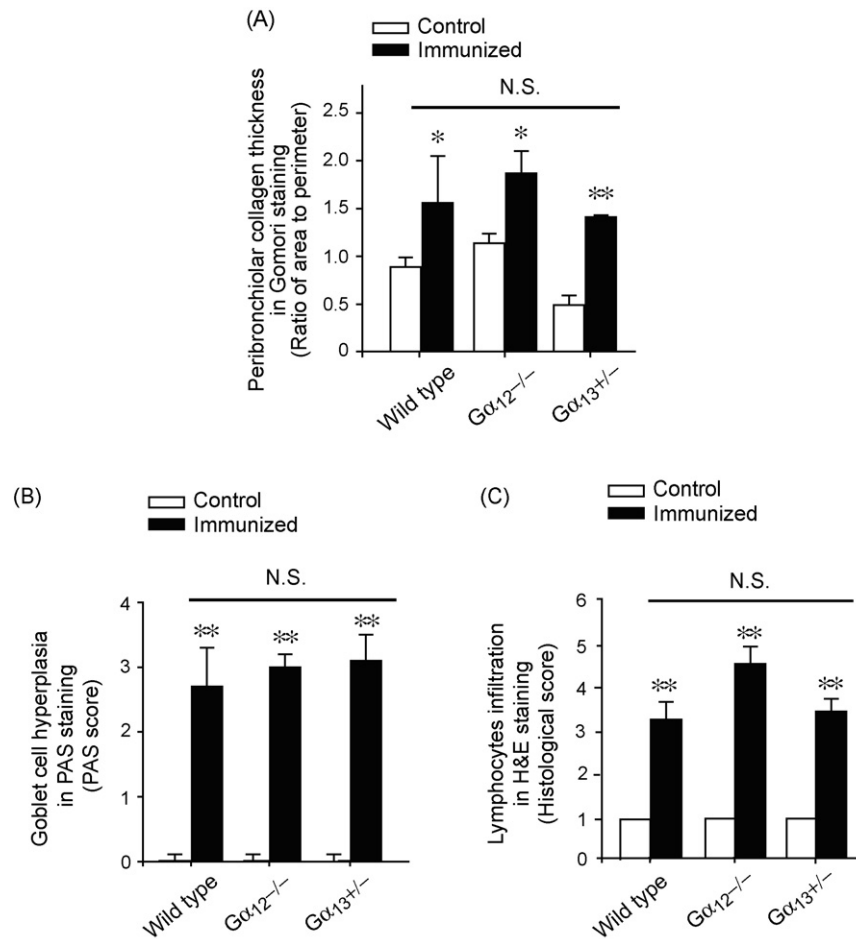 (A)
Control
Immunized
N.S.
Peribronchiolar collagen thickness
in Gomori staining
(Ratio of area to perimeter)
2.5
2.0
1.5
1.0
0.5
0
*
*
**
Wild type
Gα12−/−
Gα13+/−
(B)
Control
Immunized
N.S.
Goblet cell hyperplasia
in PAS staining
(PAS score)
4
3
2
1
0
**
**
**
Wild type
Gα12−/−
Gα13+/−
(C)
Control
Immunized
N.S.
Lymphocytes infiltration
in H&E staining
(Histological score)
6
5
4
3
2
1
0
**
**
**
Wild type
Gα12−/−
Gα13+/−